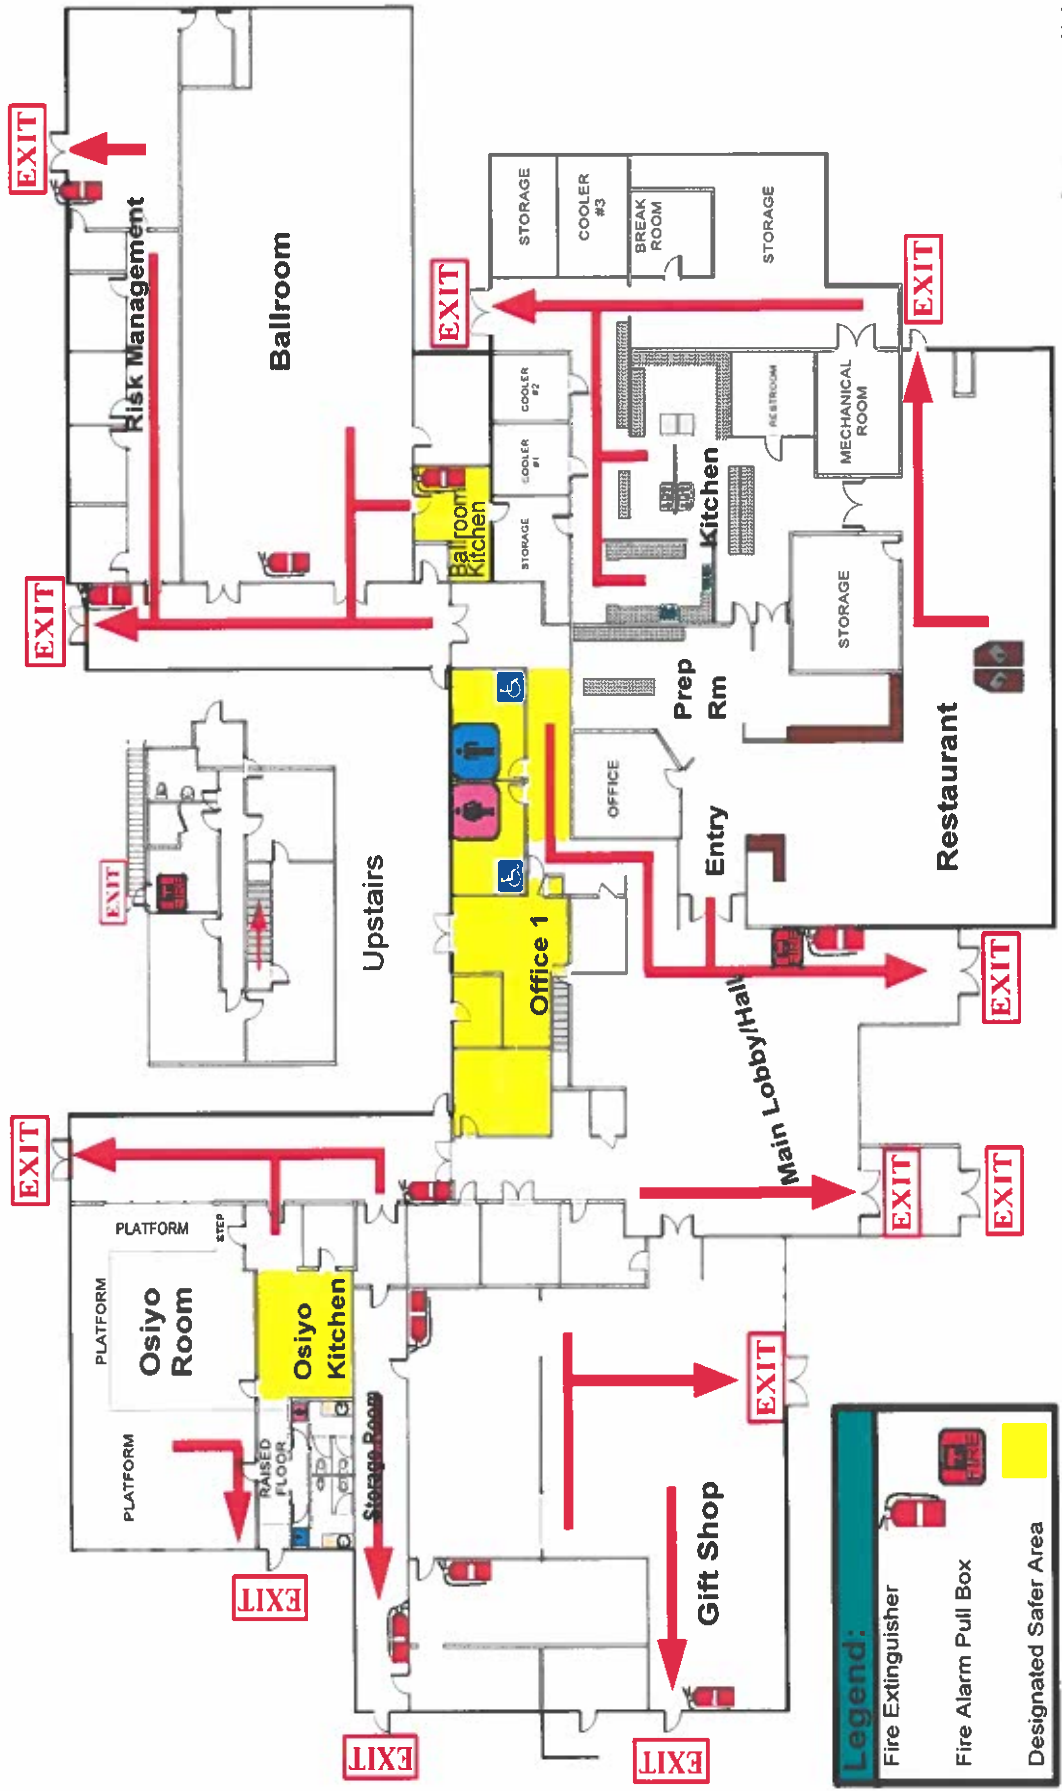 EXIT
Risk Management
Ballroom
EXIT
Ballroom
Kitchen
EXIT
STORAGE
COOLER
#3
BREAK
ROOM
STORAGE
COOLER
#2
COOLER
#1
STORAGE
RESTROOM
MECHANICAL
ROOM
EXIT
Kitchen
STORAGE
Prep
Rm
OFFICE
Entry
Restaurant
EXIT
FIRE
Upstairs
Office 1
Main Lobby/Hall
EXIT
EXIT
EXIT
EXIT
PLATFORM
STEP
PLATFORM
Osiyo
Room
Osiyo
Kitchen
PLATFORM
RAISED
FLOOR
Storage Room
EXIT
EXIT
Gift Shop
EXIT
EXIT
Legend:
Fire Extinguisher
Fire Alarm Pull Box
FIRE
Designated Safer Area